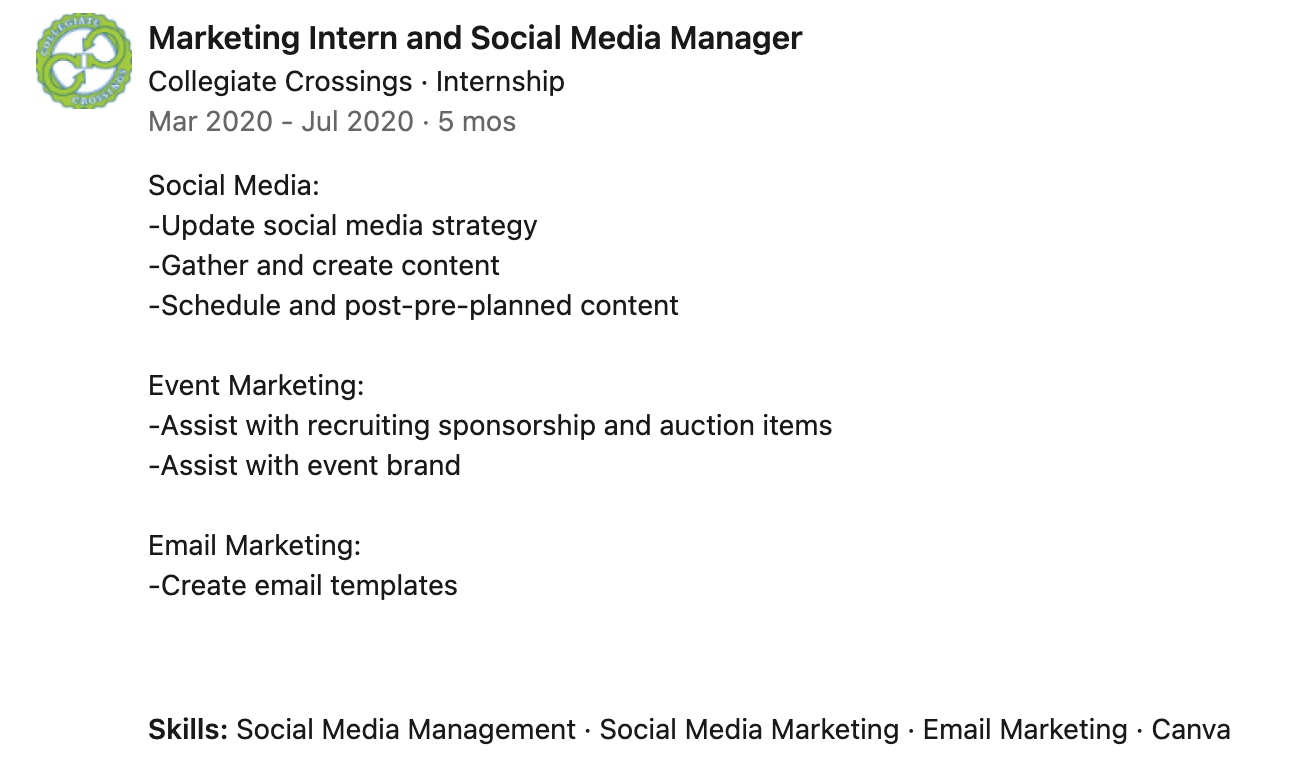 COLLEGIATE
CROSSINGS
Marketing Intern and Social Media Manager
Collegiate Crossings · Internship
Mar 2020 - Jul 2020 · 5 mos
Social Media:
-Update social media strategy
-Gather and create content
-Schedule and post-pre-planned content
Event Marketing:
-Assist with recruiting sponsorship and auction items
-Assist with event brand
Email Marketing:
-Create email templates
Skills: Social Media Management · Social Media Marketing · Email Marketing · Canva